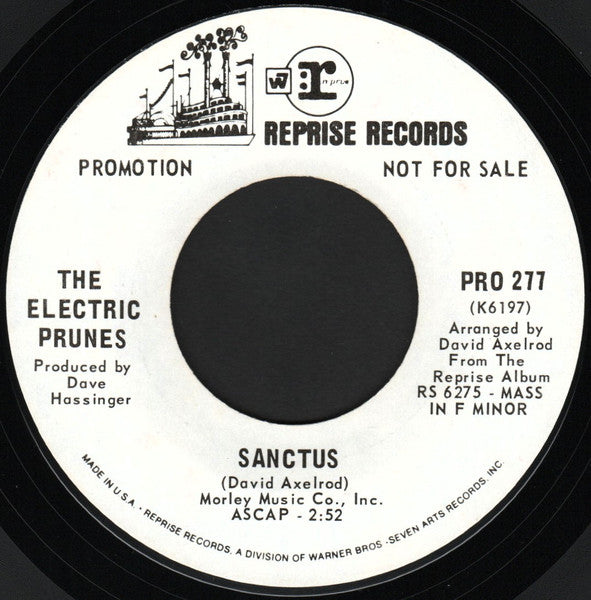 W7
r
REPRISE RECORDS
PROMOTION
NOT FOR SALE
THE
ELECTRIC
PRUNES
Produced by
Dave
Hassinger
PRO 277
(K6197)
Arranged by
David Axelrod
From The
Reprise Album
RS 6275 - MASS
IN F MINOR
SANCTUS
(David Axelrod)
Morley Music Co., Inc.
ASCAP - 2:52
MADE IN U.S.A. · REPRISE RECORDS, A DIVISION OF WARNER BROS.-SEVEN ARTS RECORDS, INC.